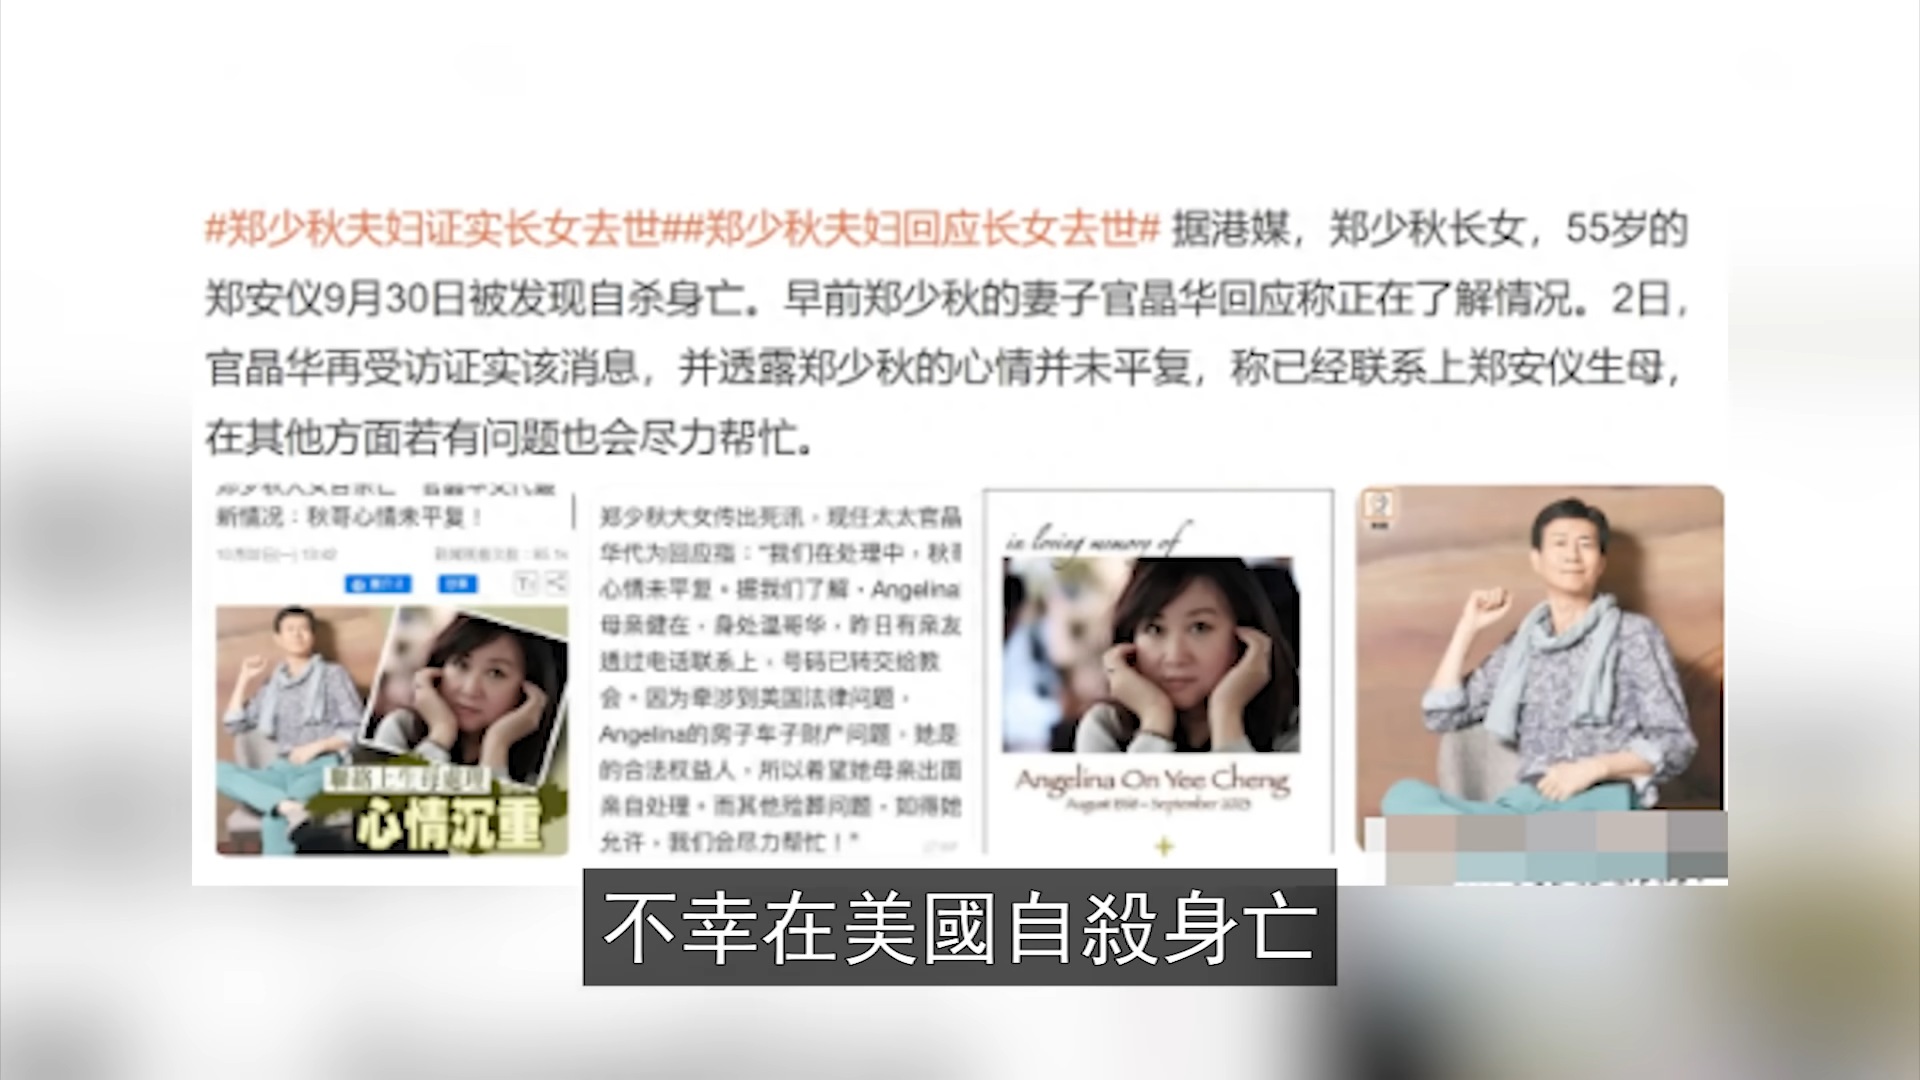 #郑少秋夫妇证实长女去世##郑少秋夫妇回应长女去世# 据港媒，郑少秋长女，55岁的
郑安仪9月30日被发现自杀身亡。早前郑少秋的妻子官晶华回应称正在了解情况。2日，
官晶华再受访证实该消息，并透露郑少秋的心情并未平复，称已经联系上郑安仪生母，
在其他方面若有问题也会尽力帮忙。
新情况：秋哥心情未平复！
聯絡上生母處理
心情沉重
郑少秋大女传出死讯，现任太太官晶
华代为回应指："我们在处理中，秋
心情未平复。据我们了解，Angelina
母亲健在，身处温哥华，昨日有亲友
透过电话联系上，号码已转交给教
会。因为牵涉到美国法律问题，
Angelina的房子车子财产问题，她是
的合法权益人，所以希望她母亲出面
亲自处理。而其他殓葬问题，如得她
允许，我们会尽力帮忙！"
in loving memory of
Angelina On Yee Cheng
不幸在美國自殺身亡